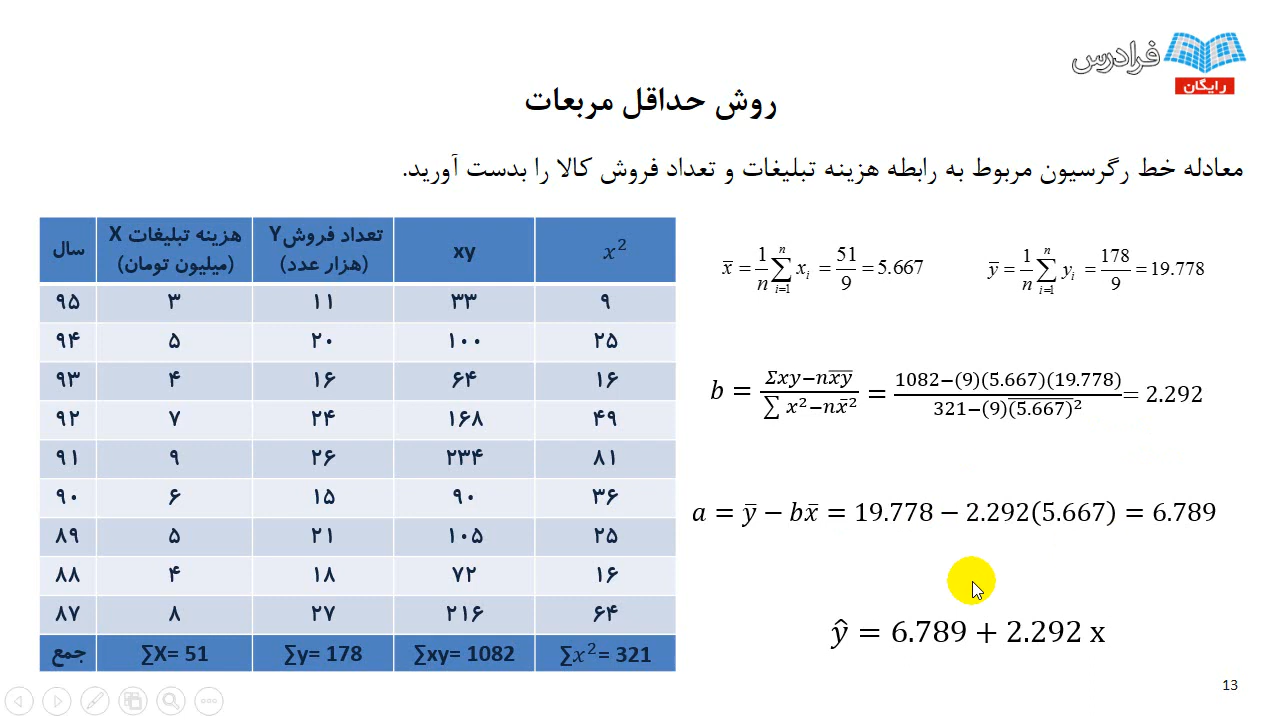 فرادرس
رایگان
روش حداقل مربعات
معادله خط رگرسیون مربوط به رابطه هزینه تبلیغات و تعداد فروش کالا را بدست آورید.
سال هزینه تبلیغات X (میلیون تومان) تعداد فروش Y (هزار عدد) xy x²
۹۵ ۳ ۱۱ ۳۳ ۹
۹۴ ۵ ۲۰ ۱۰۰ ۲۵
۹۳ ۴ ۱۶ ۶۴ ۱۶
۹۲ ۷ ۲۴ ۱۶۸ ۴۹
۹۱ ۹ ۲۶ ۲۳۴ ۸۱
۹۰ ۶ ۱۵ ۹۰ ۳۶
۸۹ ۵ ۲۱ ۱۰۵ ۲۵
۸۸ ۴ ۱۸ ۷۲ ۱۶
۸۷ ۸ ۲۷ ۲۱۶ ۶۴
جمع ∑X= 51 ∑y= 178 ∑xy= 1082 ∑x²= 321
x̄ = 1/n ∑_{i=1}^{n} x_i = 51/9 = 5.667
ȳ = 1/n ∑_{i=1}^{n} y_i = 178/9 = 19.778
b = (Σxy−nx̄ȳ)/(∑ x²−nx̄²) = (1082−(9)(5.667)(19.778))/(321−(9)(5.667)²) = 2.292
a = ȳ − bx̄ = 19.778 − 2.292(5.667) = 6.789
ŷ = 6.789 + 2.292 x
13